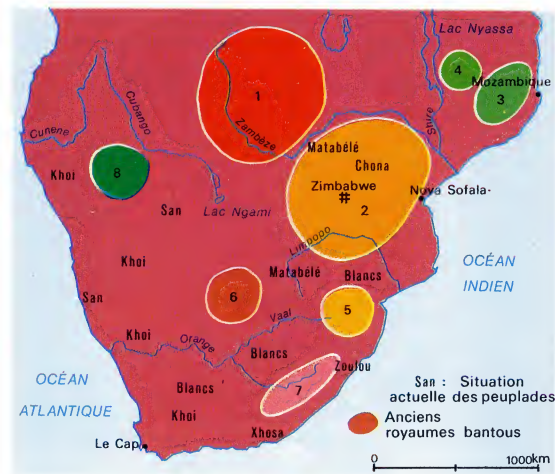 Lac Nyassa
4
Mozambique
3
1
Cubango
Cunene
Zambèze
Shire
Matabélé
Chona
Zimbabwe
2
Nova Sofala-
8
Khoi
San
Lac Ngami
Limpopo
Khoi
Matabélé
Blancs
OCÉAN
INDIEN
San
6
5
Vaal
Khoi
Orange
Blancs
Zoulou
7
OCÉAN
ATLANTIQUE
Blancs
Khoi
Xhosa
Le Cap
San : Situation
actuelle des peuplades
Anciens
royaumes bantous
0
1000km